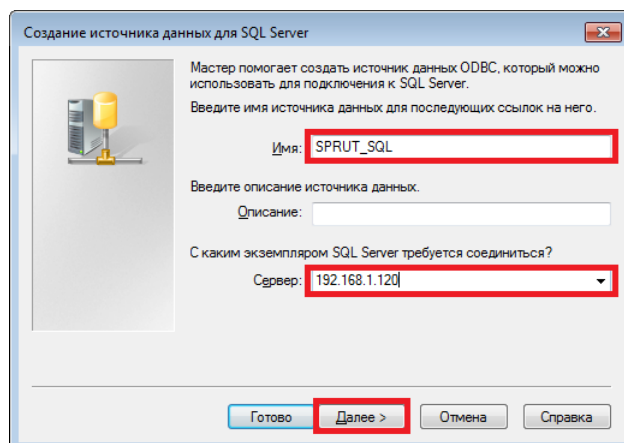 Создание источника данных для SQL Server
Мастер помогает создать источник данных ODBC, который можно
использовать для подключения к SQL Server.
Введите имя источника данных для последующих ссылок на него.
Имя: SPRUT_SQL
Введите описание источника данных.
Описание:
С каким экземпляром SQL Server требуется соединиться?
Сервер: 192.168.1.120
Готово Далее > Отмена Справка